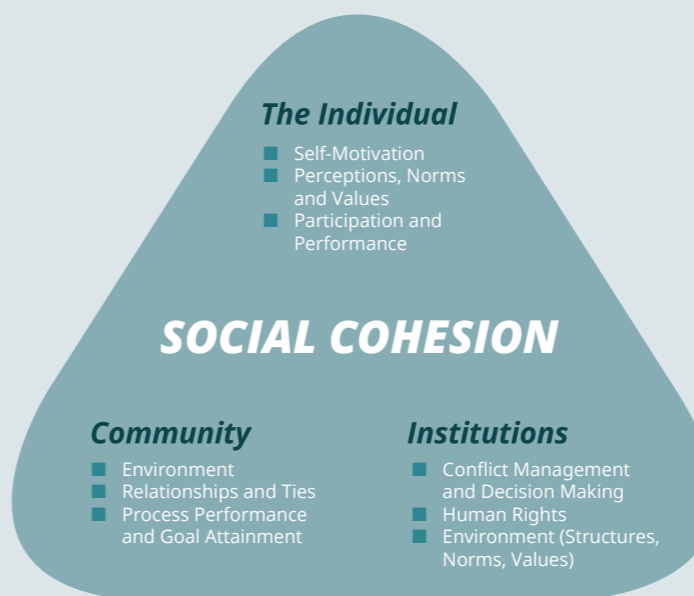 The Individual
Self-Motivation
Perceptions, Norms
and Values
Participation and
Performance
SOCIAL COHESION
Community
Environment
Relationships and Ties
Process Performance
and Goal Attainment
Institutions
Conflict Management
and Decision Making
Human Rights
Environment (Structures,
Norms, Values)